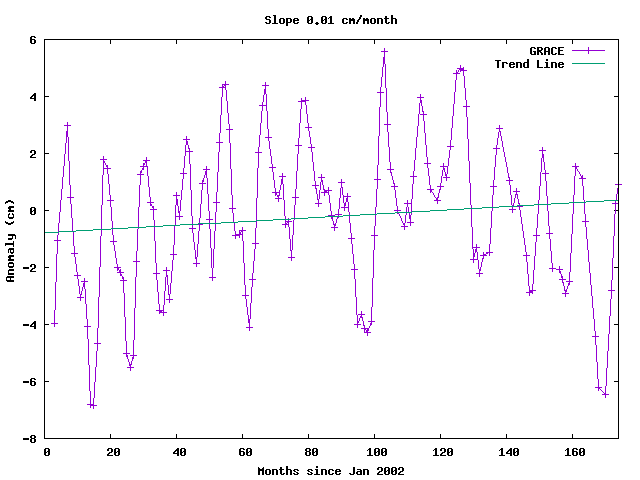 Slope 0.01 cm/month
GRACE
Trend Line
6
4
2
0
-2
-4
-6
-8
Anomaly (cm)
0 20 40 60 80 100 120 140 160
Months since Jan 2002